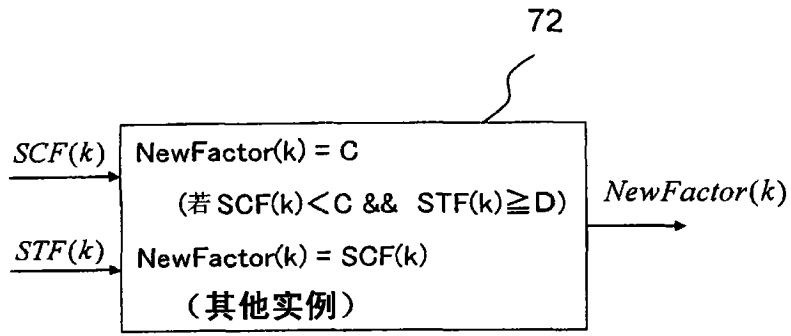 72
SCF(k)
NewFactor(k) = C
(若 SCF(k)<C && STF(k)≧D)
NewFactor(k)
STF(k)
NewFactor(k) = SCF(k)
(其他实例)